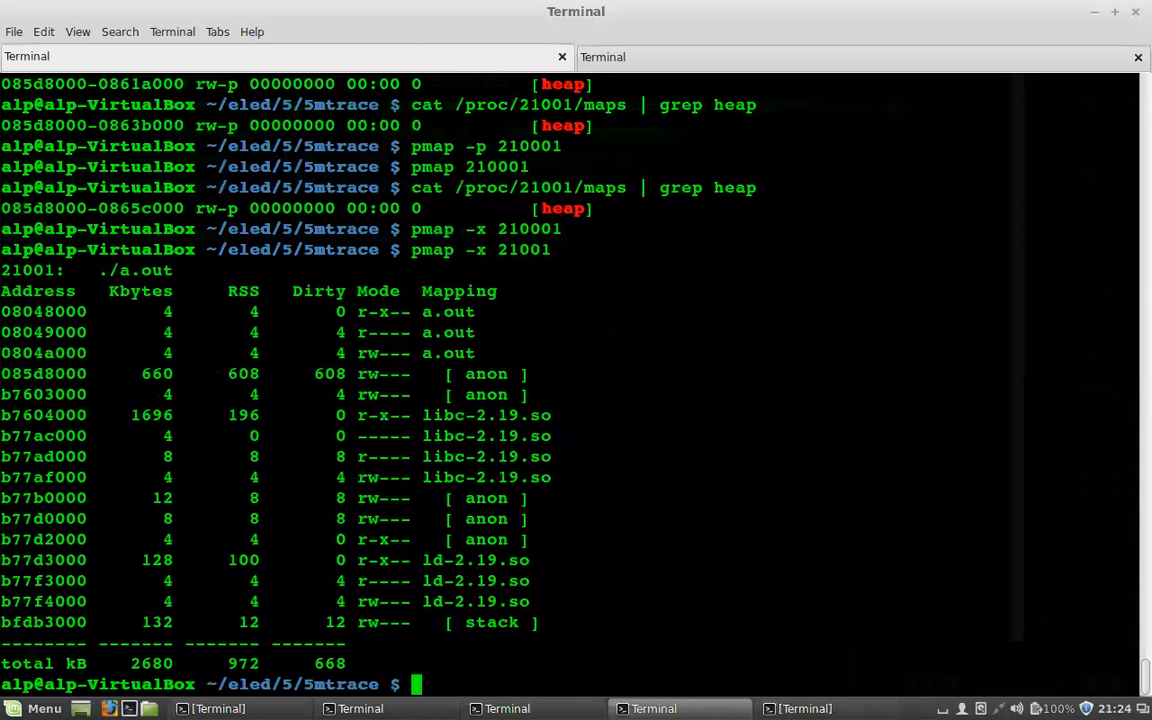 Terminal
File Edit View Search Terminal Tabs Help
Terminal Terminal
085d8000-0861a000 rw-p 00000000 00:00 0 [heap]
alp@alp-VirtualBox ~/eled/5/5mtrace $ cat /proc/21001/maps | grep heap
085d8000-0863b000 rw-p 00000000 00:00 0 [heap]
alp@alp-VirtualBox ~/eled/5/5mtrace $ pmap -p 210001
alp@alp-VirtualBox ~/eled/5/5mtrace $ pmap 210001
alp@alp-VirtualBox ~/eled/5/5mtrace $ cat /proc/21001/maps | grep heap
085d8000-0865c000 rw-p 00000000 00:00 0 [heap]
alp@alp-VirtualBox ~/eled/5/5mtrace $ pmap -x 210001
alp@alp-VirtualBox ~/eled/5/5mtrace $ pmap -x 21001
21001: ./a.out
Address Kbytes RSS Dirty Mode Mapping
08048000 4 4 0 r-x-- a.out
08049000 4 4 4 r---- a.out
0804a000 4 4 4 rw--- a.out
085d8000 660 608 608 rw--- [ anon ]
b7603000 4 4 4 rw--- [ anon ]
b7604000 1696 196 0 r-x-- libc-2.19.so
b77ac000 4 0 0 ----- libc-2.19.so
b77ad000 8 8 8 r---- libc-2.19.so
b77af000 4 4 4 rw--- libc-2.19.so
b77b0000 12 8 8 rw--- [ anon ]
b77d0000 8 8 8 rw--- [ anon ]
b77d2000 4 4 0 r-x-- [ anon ]
b77d3000 128 100 0 r-x-- ld-2.19.so
b77f3000 4 4 4 r---- ld-2.19.so
b77f4000 4 4 4 rw--- ld-2.19.so
bfdb3000 132 12 12 rw--- [ stack ]
-------- ------- ------- -------
total kB 2680 972 668
alp@alp-VirtualBox ~/eled/5/5mtrace $
Menu [Terminal] Terminal Terminal Terminal [Terminal] 100% 21:24